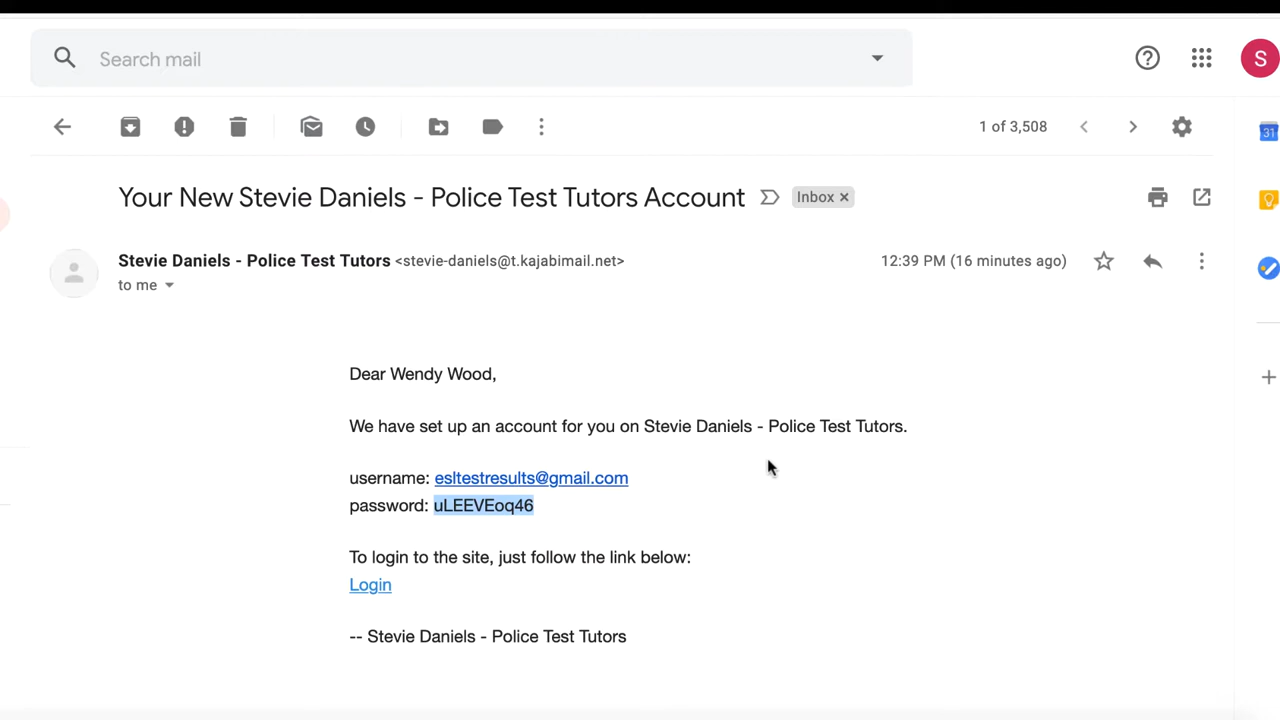 Search mail
S
1 of 3,508
31
Your New Stevie Daniels - Police Test Tutors Account
Inbox ×
Stevie Daniels - Police Test Tutors <stevie-daniels@t.kajabimail.net>
12:39 PM (16 minutes ago)
to me
Dear Wendy Wood,
We have set up an account for you on Stevie Daniels - Police Test Tutors.
username: esltestresults@gmail.com
password: uLEEVEoq46
To login to the site, just follow the link below:
Login
-- Stevie Daniels - Police Test Tutors